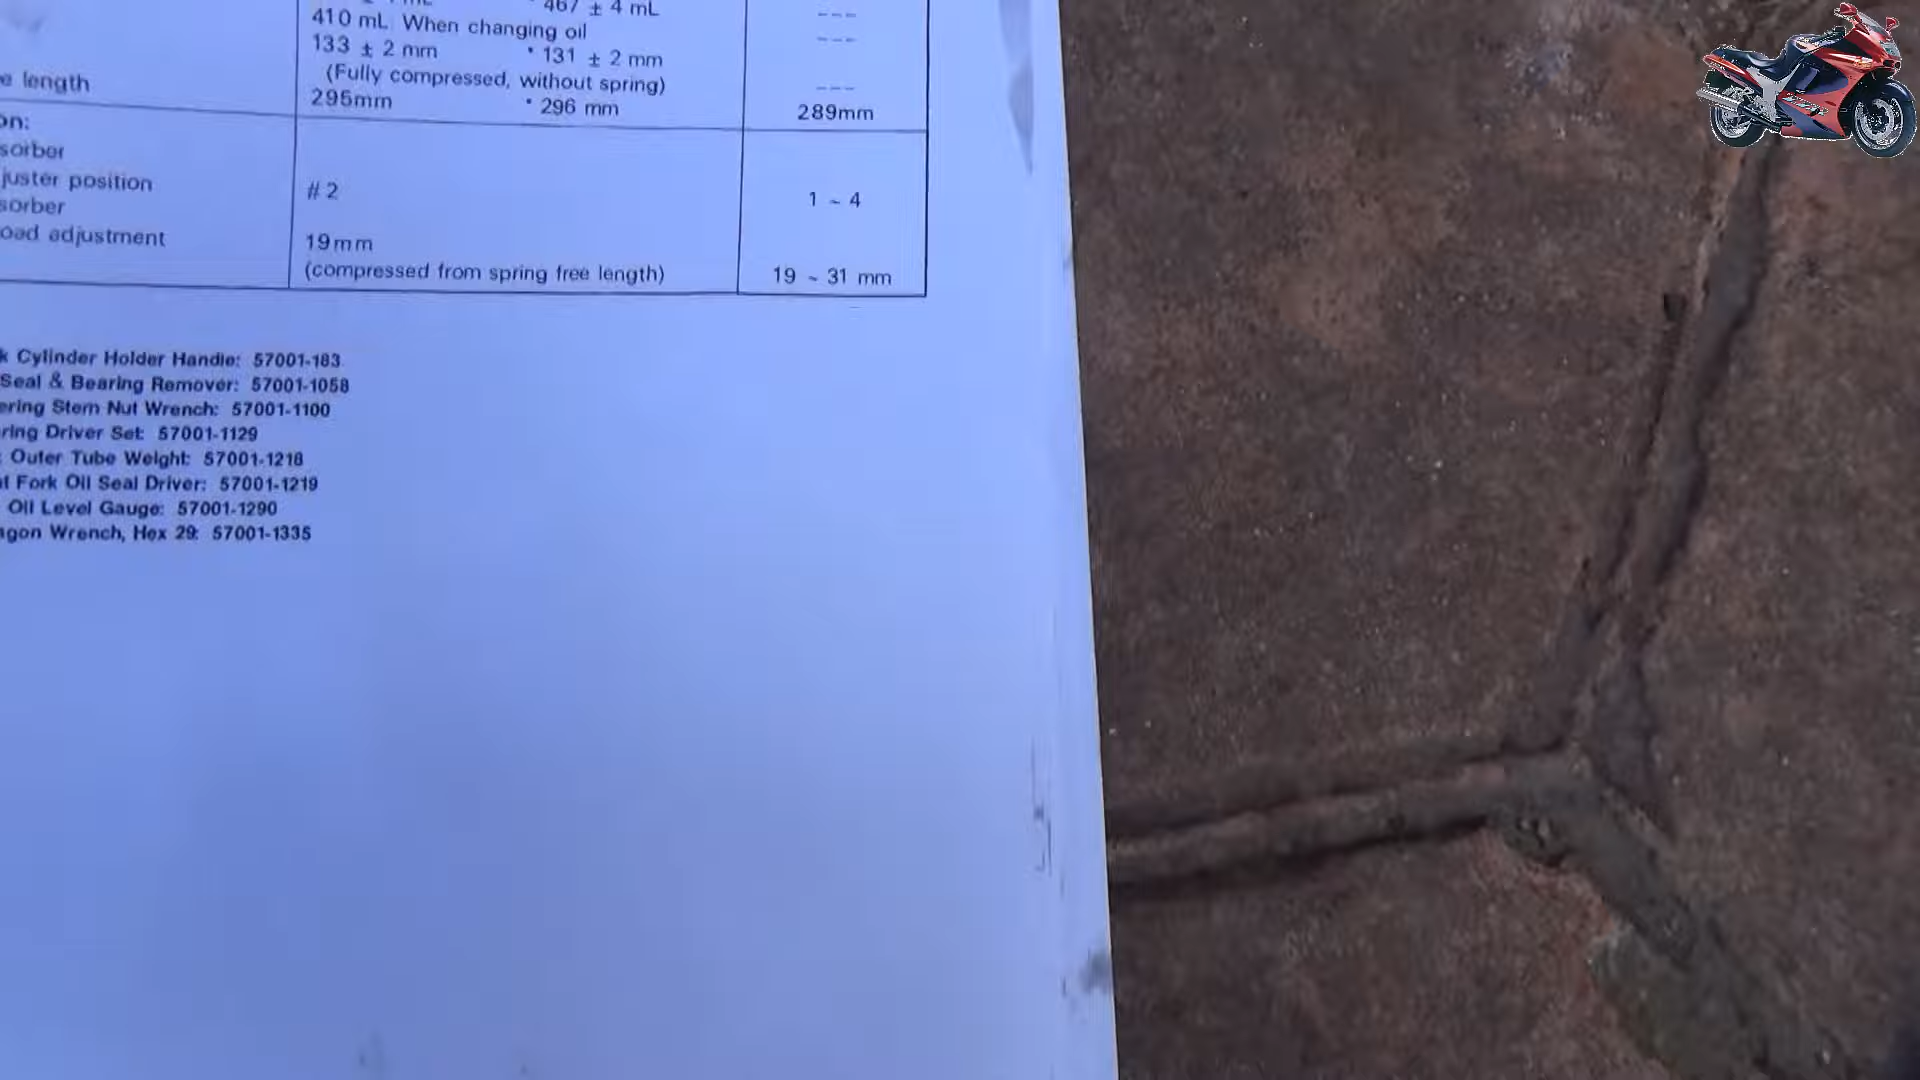 467 ± 4 mL
410 mL When changing oil
133 ± 2 mm * 131 ± 2 mm
(Fully compressed, without spring)
e length 295mm * 296 mm 289mm
on:
sorber
juster position #2 1 ~ 4
sorber
oad adjustment 19mm
(compressed from spring free length) 19 ~ 31 mm
k Cylinder Holder Handle: 57001-183
Seal & Bearing Remover: 57001-1058
ering Stem Nut Wrench: 57001-1100
ring Driver Set: 57001-1129
: Outer Tube Weight: 57001-1218
nt Fork Oil Seal Driver: 57001-1219
Oil Level Gauge: 57001-1290
agon Wrench, Hex 29: 57001-1335